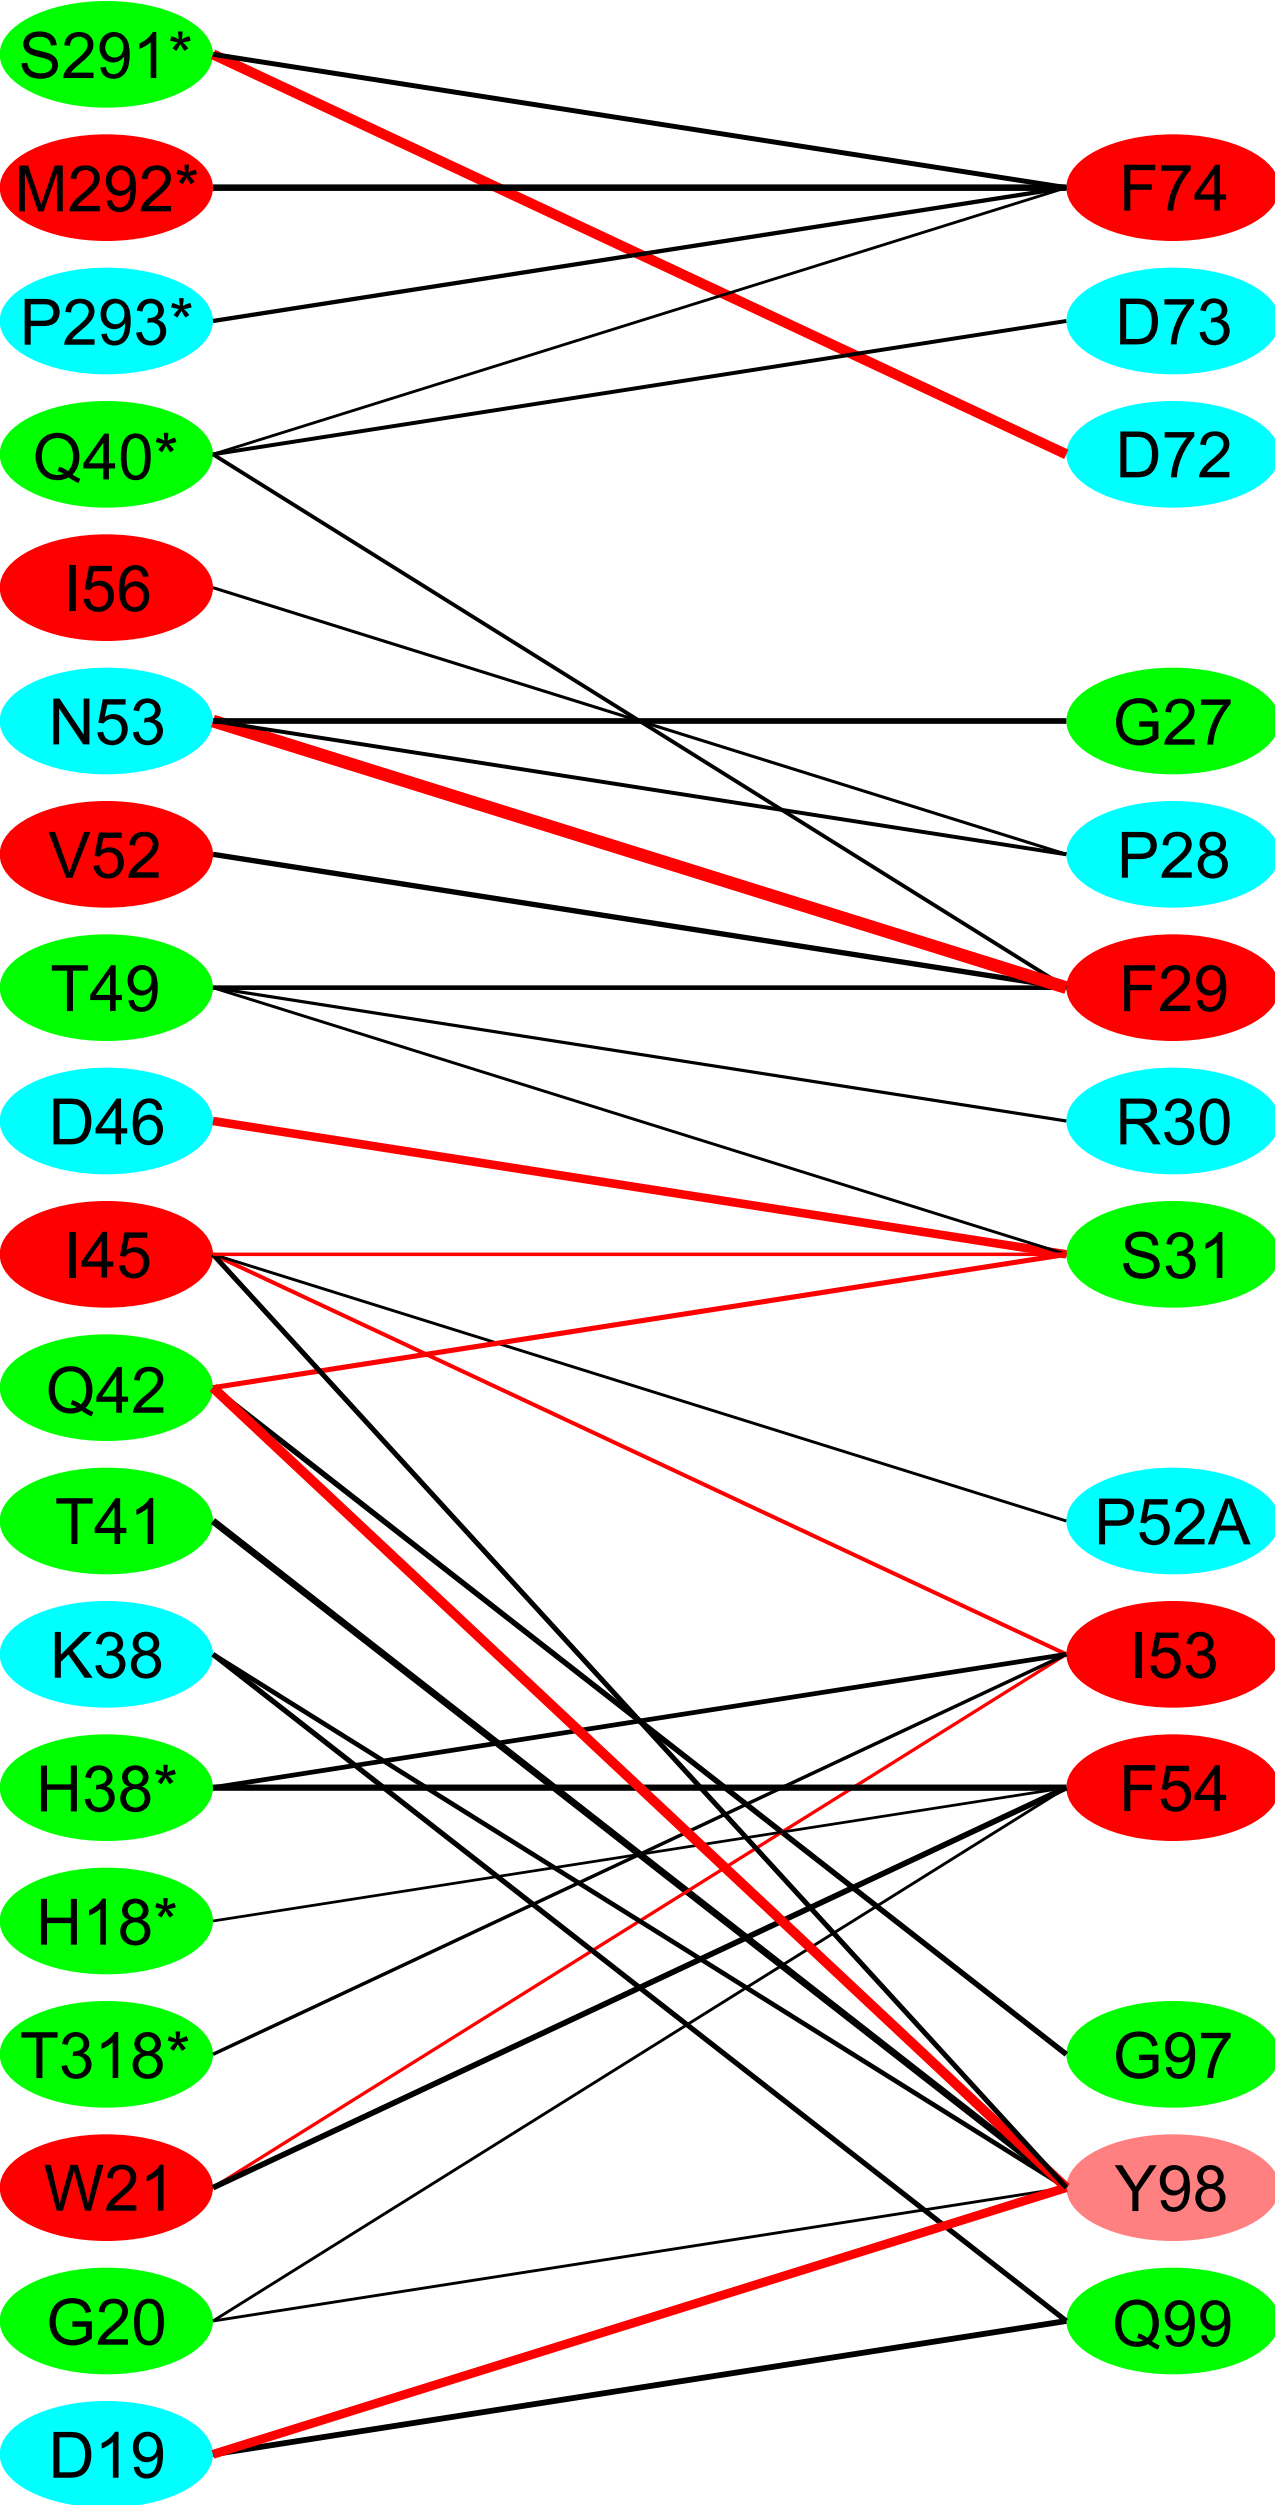 S291*
M292*
F74
P293*
D73
Q40*
D72
I56
N53
G27
V52
P28
T49
F29
D46
R30
I45
S31
Q42
T41
P52A
K38
I53
H38*
F54
H18*
T318*
G97
W21
Y98
G20
Q99
D19